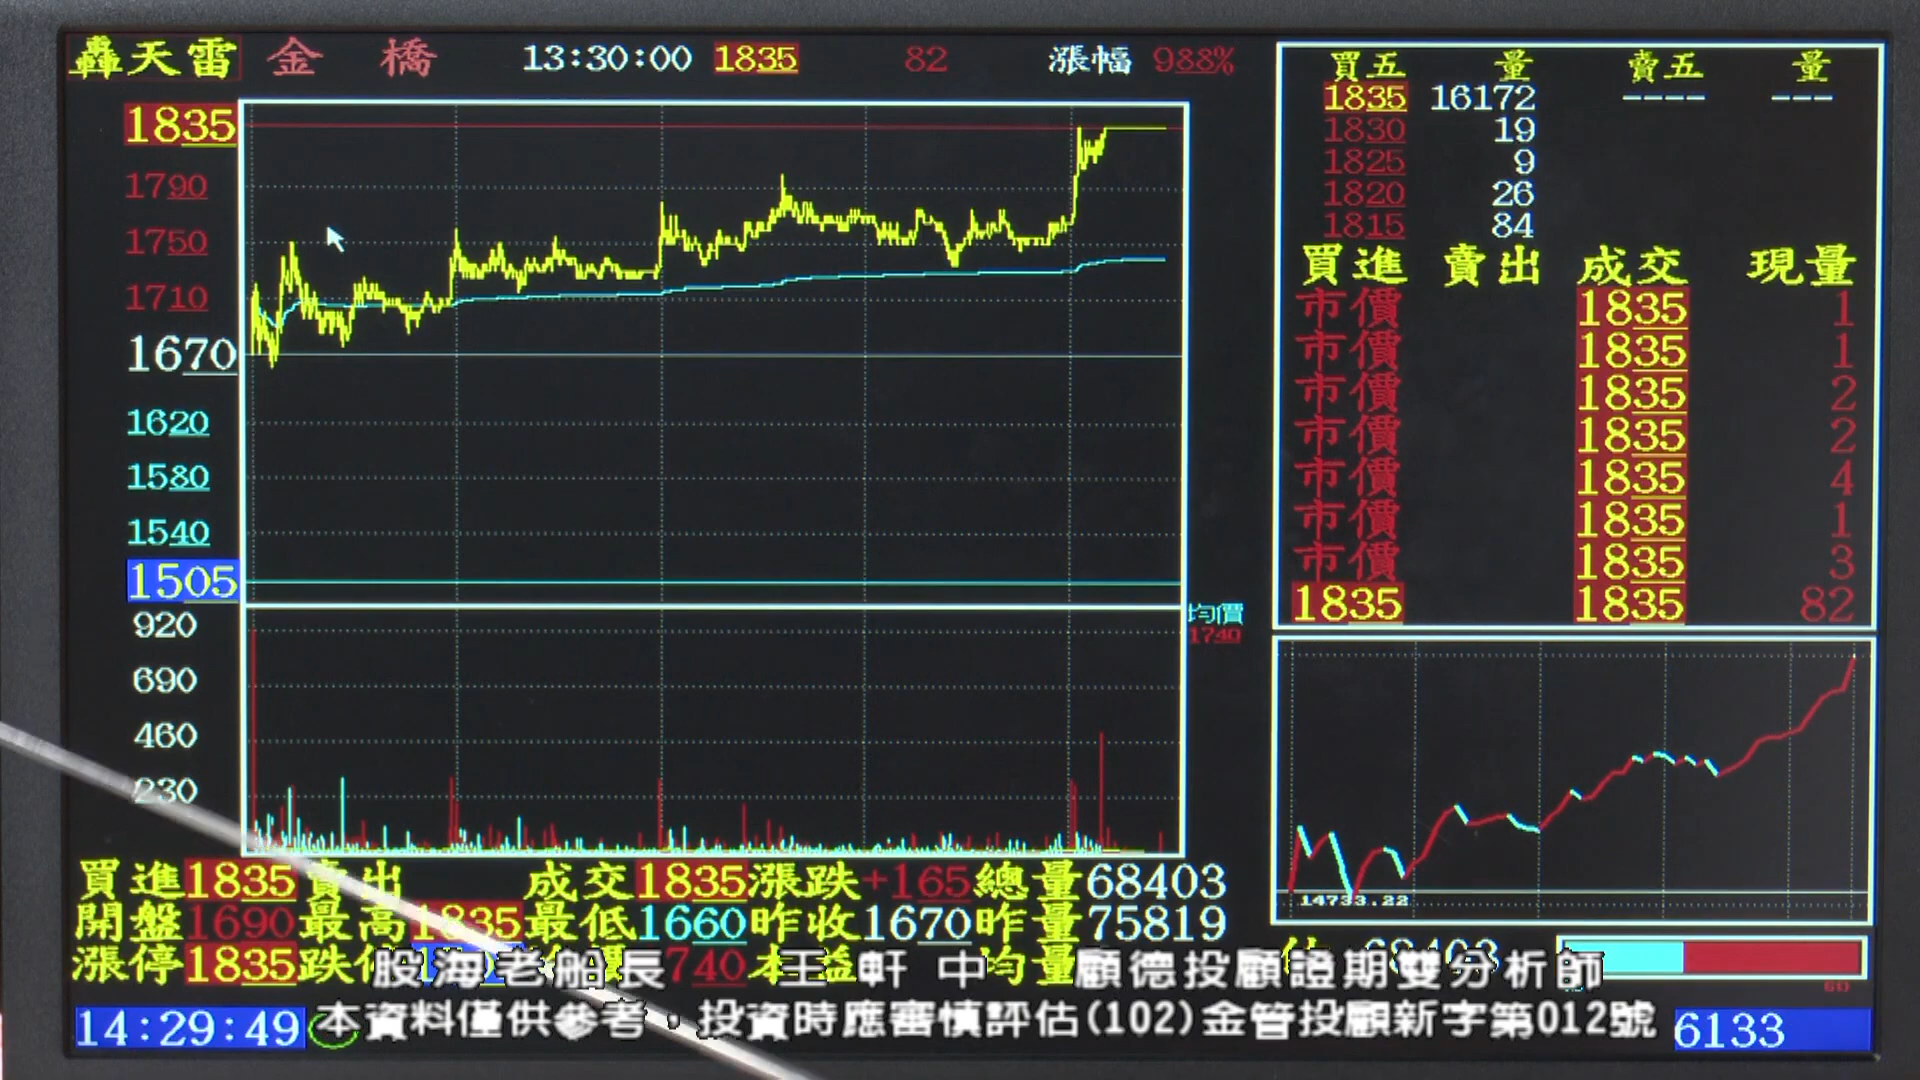 轟天雷 金橋 13:30:00 1835 82 漲幅 988%
1835
1790
1750
1710
1670
1620
1580
1540
1505
920
690
460
230
均價
1740
買五 量 賣五 量
1835 16172 ---- ---
1830 19
1825 9
1820 26
1815 84
買進 賣出 成交 現量
市價 1835 1
市價 1835 1
市價 1835 2
市價 1835 2
市價 1835 4
市價 1835 1
市價 1835 3
1835 1835 82
14733.22
買進1835 賣出 成交1835 漲跌+165 總量68403
開盤1690 最高1835 最低1660 昨收1670 昨量75819
漲停1835 跌 740 本益 均量 68403
60
股海老船長 王軒中 顧德投顧證期雙分析師
14:29:49 本資料僅供參考，投資時應審慎評估(102)金管投顧新字第012號 6133